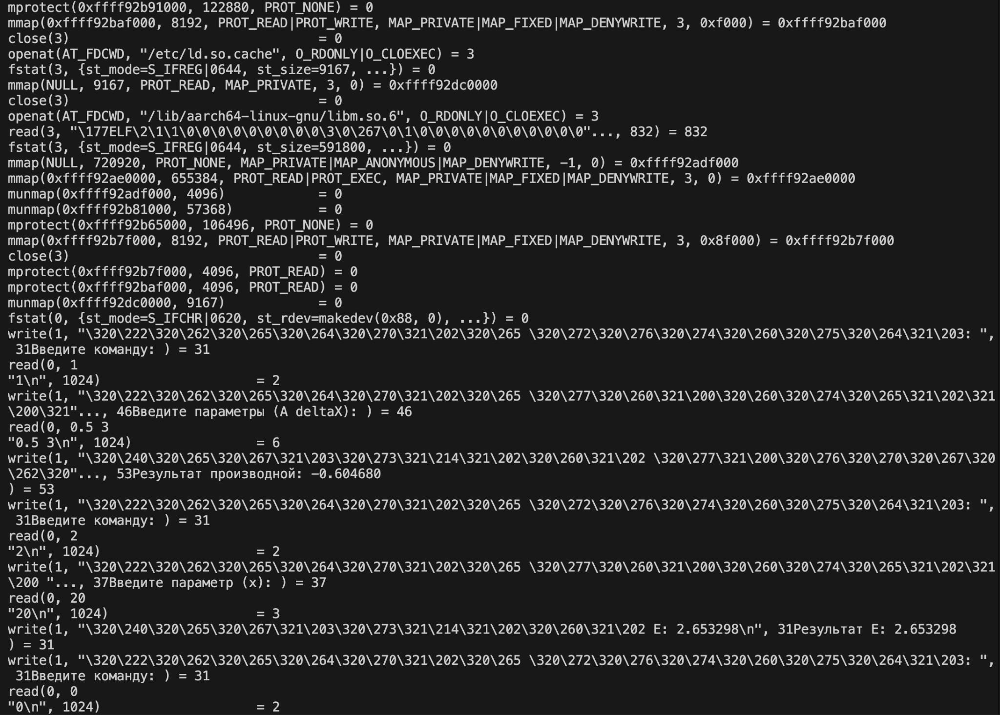 mprotect(0xffff92b91000, 122880, PROT_NONE) = 0
mmap(0xffff92baf000, 8192, PROT_READ|PROT_WRITE, MAP_PRIVATE|MAP_FIXED|MAP_DENYWRITE, 3, 0xf000) = 0xffff92baf000
close(3)                                = 0
openat(AT_FDCWD, "/etc/ld.so.cache", O_RDONLY|O_CLOEXEC) = 3
fstat(3, {st_mode=S_IFREG|0644, st_size=9167, ...}) = 0
mmap(NULL, 9167, PROT_READ, MAP_PRIVATE, 3, 0) = 0xffff92dc0000
close(3)                                = 0
openat(AT_FDCWD, "/lib/aarch64-linux-gnu/libm.so.6", O_RDONLY|O_CLOEXEC) = 3
read(3, "\177ELF\2\1\1\0\0\0\0\0\0\0\0\0\3\0\267\0\1\0\0\0\0\0\0\0\0\0\0\0"..., 832) = 832
fstat(3, {st_mode=S_IFREG|0644, st_size=591800, ...}) = 0
mmap(NULL, 720920, PROT_NONE, MAP_PRIVATE|MAP_ANONYMOUS|MAP_DENYWRITE, -1, 0) = 0xffff92adf000
mmap(0xffff92ae0000, 655384, PROT_READ|PROT_EXEC, MAP_PRIVATE|MAP_FIXED|MAP_DENYWRITE, 3, 0) = 0xffff92ae0000
munmap(0xffff92adf000, 4096)            = 0
munmap(0xffff92b81000, 57368)           = 0
mprotect(0xffff92b65000, 106496, PROT_NONE) = 0
mmap(0xffff92b7f000, 8192, PROT_READ|PROT_WRITE, MAP_PRIVATE|MAP_FIXED|MAP_DENYWRITE, 3, 0x8f000) = 0xffff92b7f000
close(3)                                = 0
mprotect(0xffff92b7f000, 4096, PROT_READ) = 0
mprotect(0xffff92baf000, 4096, PROT_READ) = 0
munmap(0xffff92dc0000, 9167)            = 0
fstat(0, {st_mode=S_IFCHR|0620, st_rdev=makedev(0x88, 0), ...}) = 0
write(1, "\320\222\320\262\320\265\320\264\320\270\321\202\320\265 \320\272\320\276\320\274\320\260\320\275\320\264\321\203: ",
 31Введите команду: ) = 31
read(0, 1
"1\n", 1024)                    = 2
write(1, "\320\222\320\262\320\265\320\264\320\270\321\202\320\265 \320\277\320\260\321\200\320\260\320\274\320\265\321\202\321
\200\321"..., 46Введите параметры (A deltaX): ) = 46
read(0, 0.5 3
"0.5 3\n", 1024)                = 6
write(1, "\320\240\320\265\320\267\321\203\320\273\321\214\321\202\320\260\321\202 \320\277\321\200\320\276\320\270\320\267\320
\262\320"..., 53Результат производной: -0.604680
) = 53
write(1, "\320\222\320\262\320\265\320\264\320\270\321\202\320\265 \320\272\320\276\320\274\320\260\320\275\320\264\321\203: ",
 31Введите команду: ) = 31
read(0, 2
"2\n", 1024)                    = 2
write(1, "\320\222\320\262\320\265\320\264\320\270\321\202\320\265 \320\277\320\260\321\200\320\260\320\274\320\265\321\202\321
\200 "..., 37Введите параметр (x): ) = 37
read(0, 20
"20\n", 1024)                   = 3
write(1, "\320\240\320\265\320\267\321\203\320\273\321\214\321\202\320\260\321\202 E: 2.653298\n", 31Результат E: 2.653298
) = 31
write(1, "\320\222\320\262\320\265\320\264\320\270\321\202\320\265 \320\272\320\276\320\274\320\260\320\275\320\264\321\203: ",
 31Введите команду: ) = 31
read(0, 0
"0\n", 1024)                    = 2